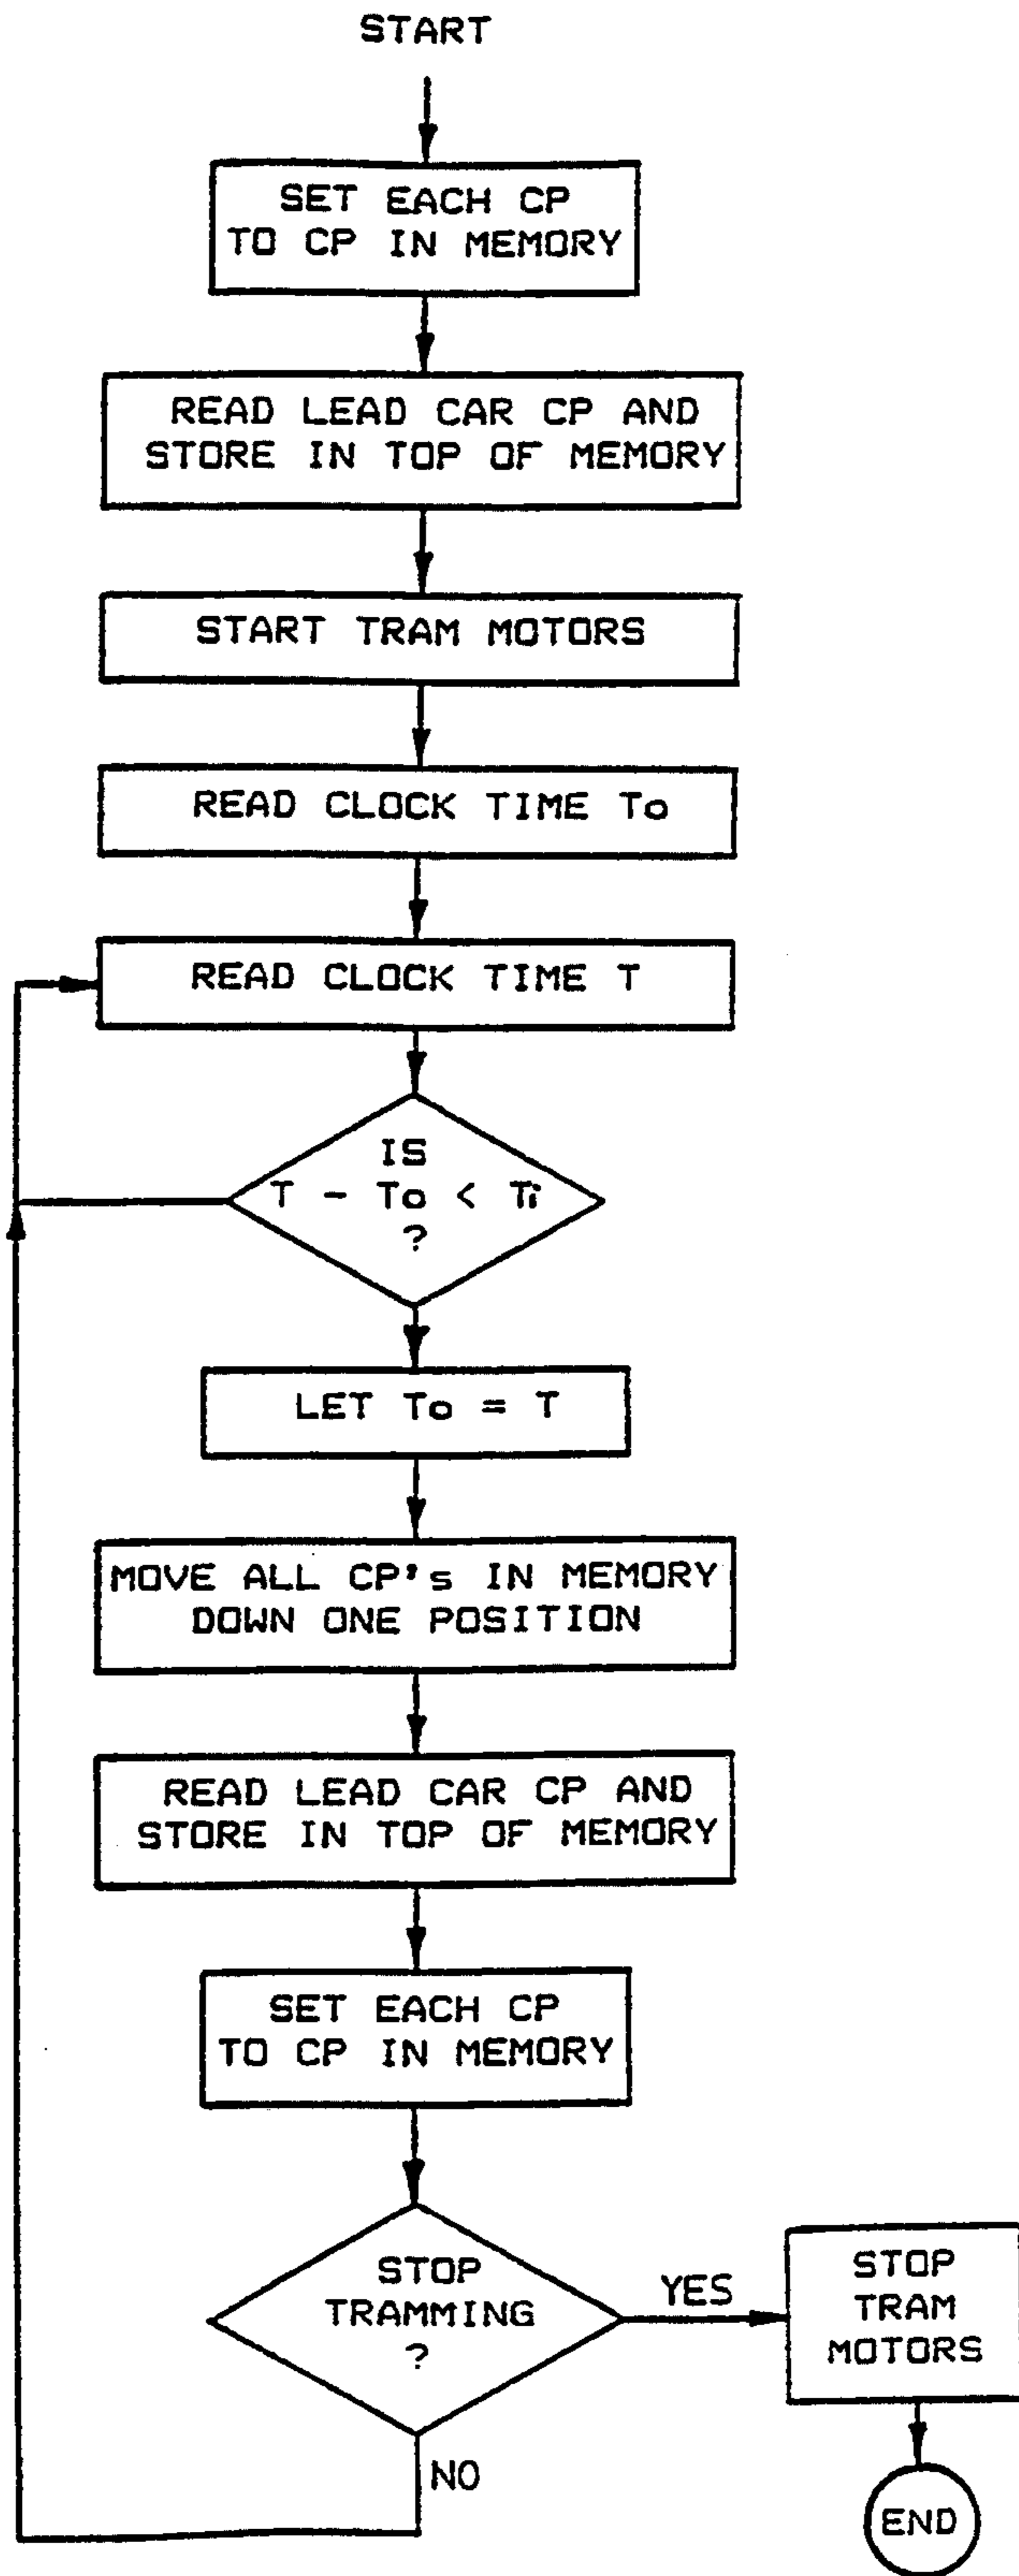 START
SET EACH CP
TO CP IN MEMORY
READ LEAD CAR CP AND
STORE IN TOP OF MEMORY
START TRAM MOTORS
READ CLOCK TIME To
READ CLOCK TIME T
IS
T - To < Ti
?
LET To = T
MOVE ALL CP's IN MEMORY
DOWN ONE POSITION
READ LEAD CAR CP AND
STORE IN TOP OF MEMORY
SET EACH CP
TO CP IN MEMORY
STOP
TRAMMING
?
YES
STOP
TRAM
MOTORS
NO
END